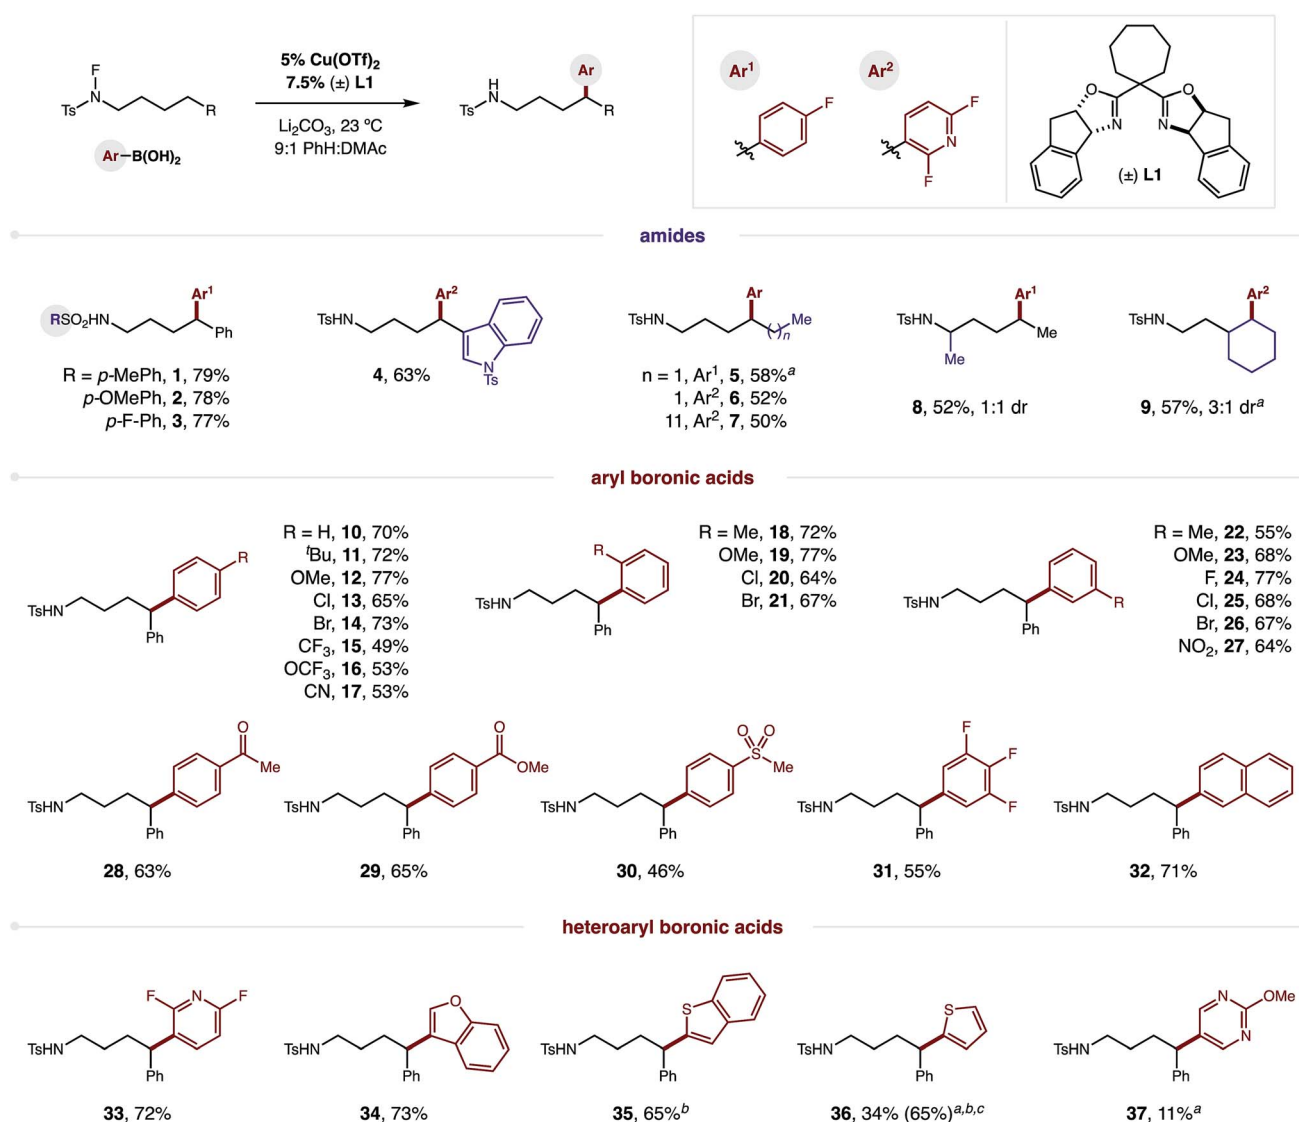 F
N
Ts
R
Ar–B(OH)2
5% Cu(OTf)2
7.5% (±) L1
Li2CO3, 23 ºC
9:1 PhH:DMAc
H
N
Ts
Ar
R
Ar1
F
Ar2
F
N
F
O
O
N
N
(±) L1
amides
RSO2HN
Ar1
Ph
R = p-MePh, 1, 79%
p-OMePh, 2, 78%
p-F-Ph, 3, 77%
TsHN
Ar2
N
Ts
4, 63%
TsHN
Ar
( )n
Me
n = 1, Ar1, 5, 58%a
1, Ar2, 6, 52%
11, Ar2, 7, 50%
TsHN
Ar1
Me
Me
8, 52%, 1:1 dr
TsHN
Ar2
9, 57%, 3:1 dra
aryl boronic acids
TsHN
R
Ph
R = H, 10, 70%
tBu, 11, 72%
OMe, 12, 77%
Cl, 13, 65%
Br, 14, 73%
CF3, 15, 49%
OCF3, 16, 53%
CN, 17, 53%
TsHN
R
Ph
R = Me, 18, 72%
OMe, 19, 77%
Cl, 20, 64%
Br, 21, 67%
TsHN
R
Ph
R = Me, 22, 55%
OMe, 23, 68%
F, 24, 77%
Cl, 25, 68%
Br, 26, 67%
NO2, 27, 64%
TsHN
O
Me
Ph
28, 63%
TsHN
O
OMe
Ph
29, 65%
TsHN
O O
S
Me
Ph
30, 46%
TsHN
F
F
F
Ph
31, 55%
TsHN
Ph
32, 71%
heteroaryl boronic acids
TsHN
F
N
F
Ph
33, 72%
TsHN
O
Ph
34, 73%
TsHN
S
Ph
35, 65%b
TsHN
S
Ph
36, 34% (65%)a,b,c
TsHN
N
OMe
N
Ph
37, 11%a